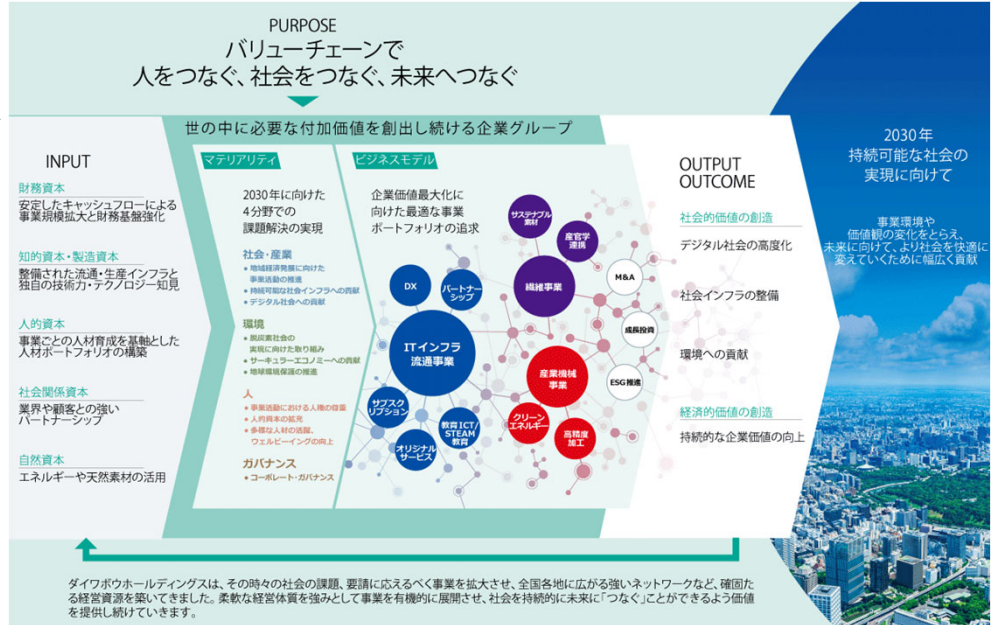 PURPOSE
バリューチェーンで
人をつなぐ、社会をつなぐ、未来へつなぐ
世の中に必要な付加価値を創出し続ける企業グループ
INPUT
財務資本
安定したキャッシュフローによる
事業規模拡大と財務基盤強化
知的資本・製造資本
整備された流通・生産インフラと
独自の技術力・テクノロジー知見
人的資本
事業ごとの人材育成を基軸とした
人材ポートフォリオの構築
社会関係資本
業界や顧客との強い
パートナーシップ
自然資本
エネルギーや天然素材の活用
マテリアリティ
2030年に向けた
4分野での
課題解決の実現
社会・産業
• 地域経済発展に向けた
事業活動の推進
• 持続可能な社会インフラへの貢献
• デジタル社会への貢献
環境
• 脱炭素社会の
実現に向けた取り組み
• サーキュラーエコノミーへの貢献
• 地球環境保護の推進
人
• 事業活動における人権の尊重
• 人的資本の拡充
• 多様な人材の活躍、
ウェルビーイングの向上
ガバナンス
• コーポレート・ガバナンス
ビジネスモデル
企業価値最大化に
向けた最適な事業
ポートフォリオの追求
サステナブル
素材
産官学
連携
繊維事業
DX
パートナー
シップ
ITインフラ
流通事業
サブスク
リプション
オリジナル
サービス
教育ICT/
STEAM
教育
産業機械
事業
クリーン
エネルギー
高精度
加工
M&A
成長投資
ESG推進
OUTPUT
OUTCOME
社会的価値の創造
デジタル社会の高度化
社会インフラの整備
環境への貢献
経済的価値の創造
持続的な企業価値の向上
2030年
持続可能な社会の
実現に向けて
事業環境や
価値観の変化をとらえ、
未来に向けて、より社会を快適に
変えていくために幅広く貢献
ダイワボウホールディングスは、その時々の社会の課題、要請に応えるべく事業を拡大させ、全国各地に広がる強いネットワークなど、確固た
る経営資源を築いてきました。柔軟な経営体質を強みとして事業を有機的に展開させ、社会を持続的に未来に「つなぐ」ことができるよう価値
を提供し続けていきます。